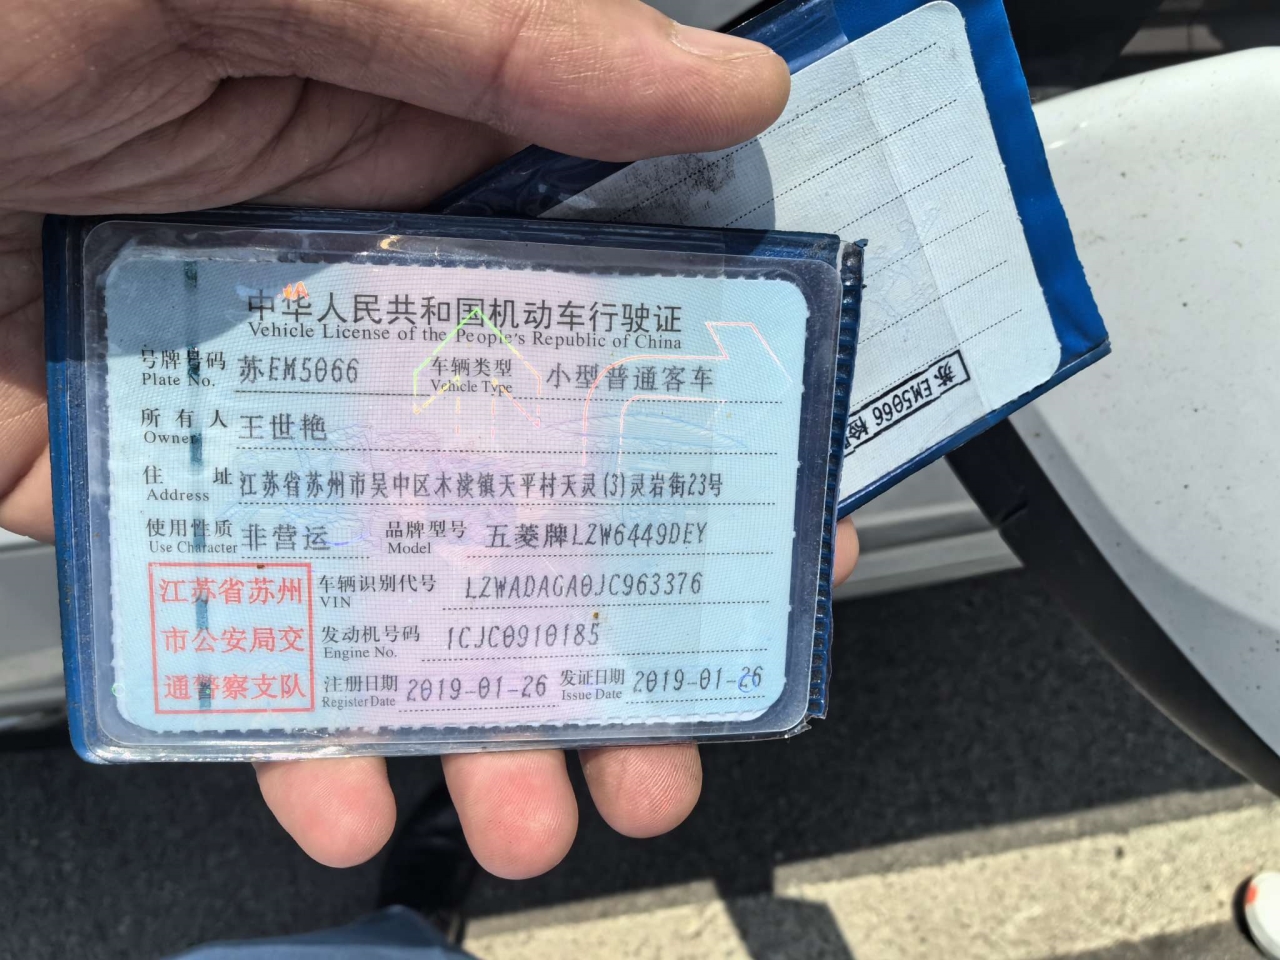 中华人民共和国机动车行驶证
Vehicle License of the People's Republic of China
号牌号码 苏EM5066 车辆类型 小型普通客车
Plate No. Vehicle Type
所有人 王世艳
Owner
住址 江苏省苏州市吴中区木渎镇天平村天灵(3)灵岩街23号
Address
使用性质 非营运 品牌型号 五菱牌LZW6449DEY
Use Character Model
江苏省苏州
市公安局交
通警察支队
车辆识别代号 LZWADAGA0JC963376
VIN
发动机号码 1CJC0910185
Engine No.
注册日期 2019-01-26 发证日期 2019-01-26
Register Date Issue Date
苏EM5066 检